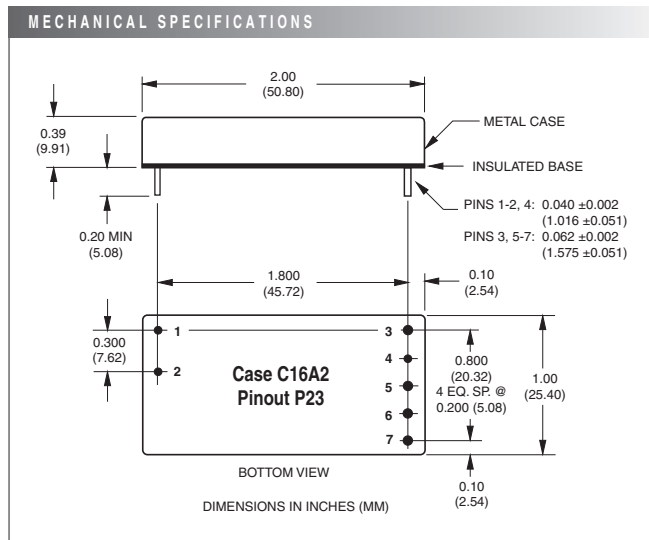 MECHANICAL SPECIFICATIONS
2.00
(50.80)
0.39
(9.91)
METAL CASE
INSULATED BASE
PINS 1-2, 4: 0.040 ±0.002
(1.016 ±0.051)
PINS 3, 5-7: 0.062 ±0.002
(1.575 ±0.051)
0.20 MIN
(5.08)
1.800
(45.72)
0.10
(2.54)
0.300
(7.62)
1
2
Case C16A2
Pinout P23
3
4
5
6
7
0.800
(20.32)
4 EQ. SP. @
0.200 (5.08)
1.00
(25.40)
BOTTOM VIEW
0.10
(2.54)
DIMENSIONS IN INCHES (MM)